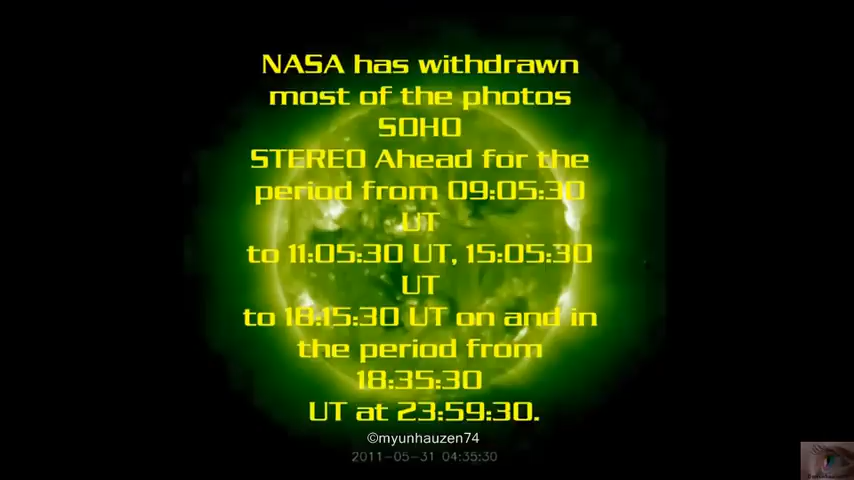 NASA has withdrawn
most of the photos
SOHO
STEREO Ahead for the
period from 09:05:30
UT
to 11:05:30 UT, 15:05:30
UT
to 18:15:30 UT on and in
the period from
18:35:30
UT at 23:59:30.
©myunhauzen74
2011-05-31 04:35:30